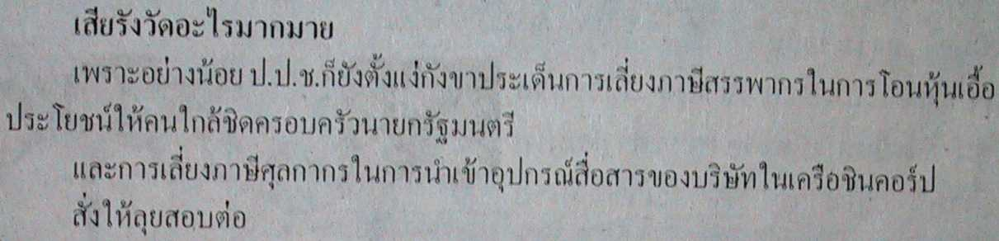 เสียรังวัดอะไรมากมาย
เพราะอย่างน้อย ป.ป.ช.ก็ยังตั้งแง่กังขาประเด็นการเลี่ยงภาษีสรรพากรในการโอนหุ้นเอื้อ
ประโยชน์ให้คนใกล้ชิดครอบครัวนายกรัฐมนตรี
และการเลี่ยงภาษีศุลกากรในการนำเข้าอุปกรณ์สื่อสารของบริษัทในเครือชินคอร์ป
สั่งให้ลุยสอบต่อ